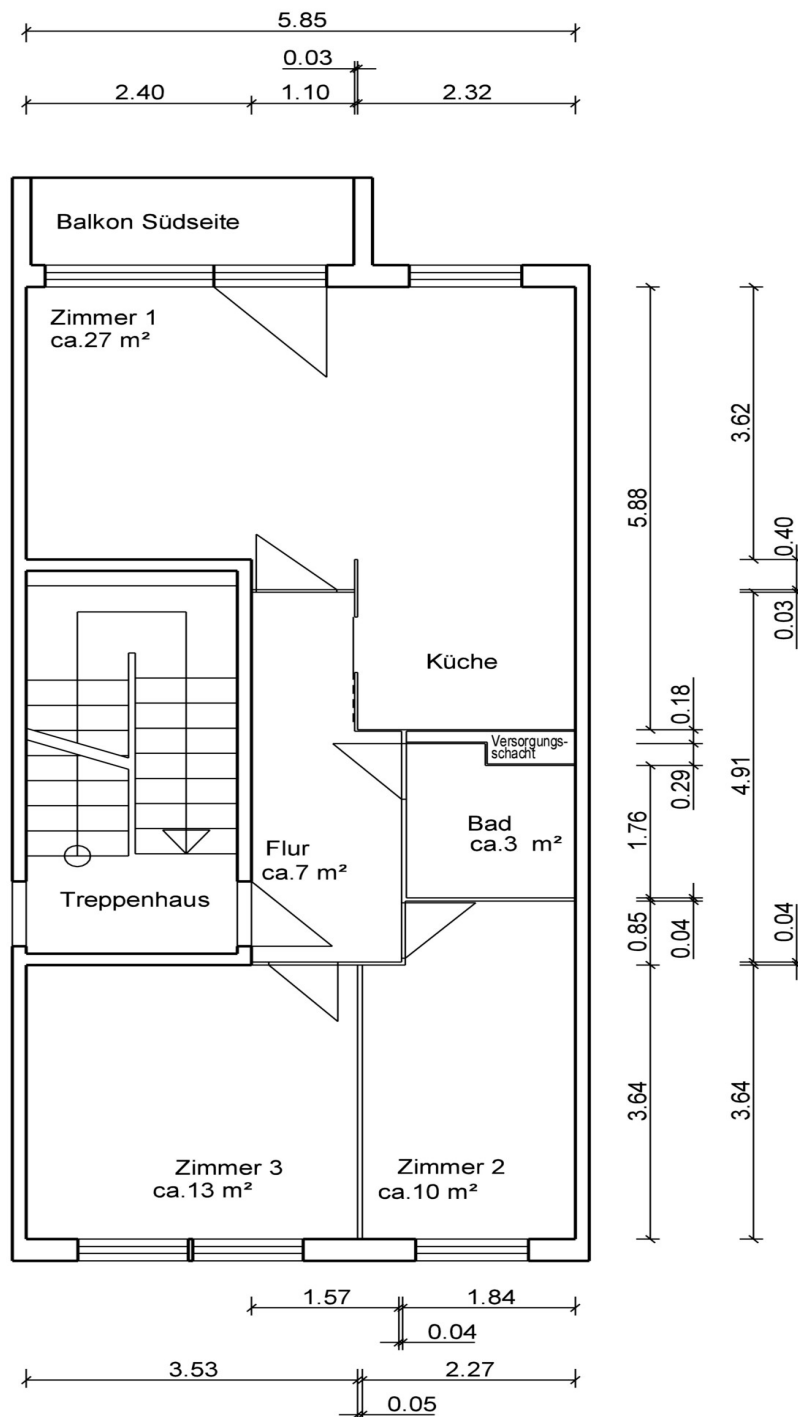 5.85
0.03
2.40
1.10
2.32
Balkon Südseite
Zimmer 1
ca.27 m²
3.62
5.88
0.40
0.03
Küche
0.18
Versorgungs-
schacht
4.91
0.29
1.76
Bad
ca.3 m²
Flur
ca.7 m²
Treppenhaus
0.85
0.04
0.04
3.64
3.64
Zimmer 3
ca.13 m²
Zimmer 2
ca.10 m²
1.57
1.84
0.04
3.53
2.27
0.05